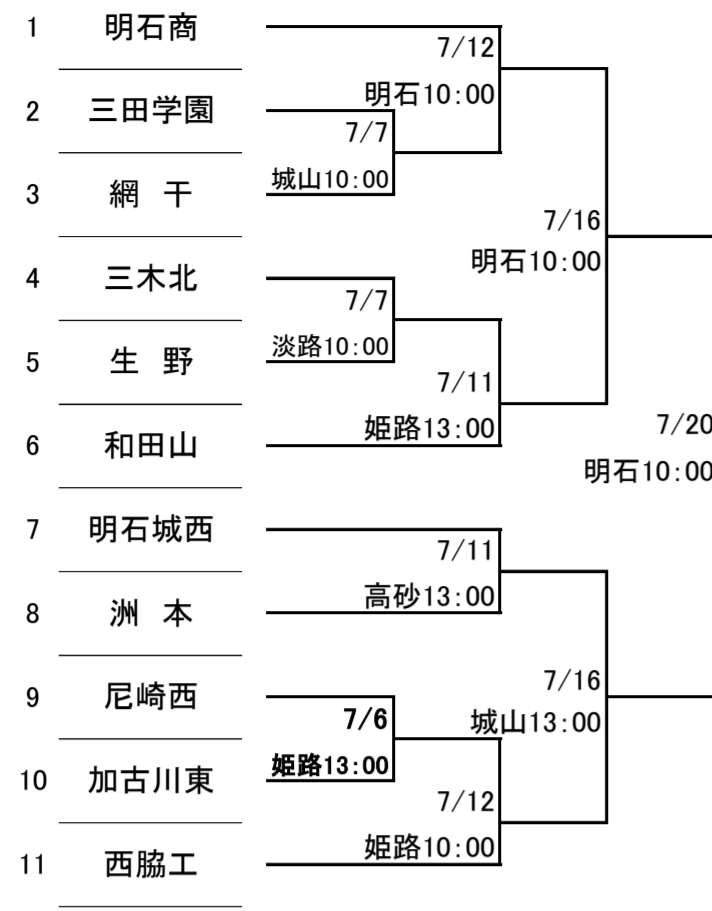 1 明石商
7/12
明石10:00
2 三田学園
7/7
城山10:00
3 網 干
7/16
明石10:00
4 三木北
7/7
淡路10:00
5 生 野
7/11
姫路13:00
6 和田山
7/20
明石10:00
7 明石城西
7/11
高砂13:00
8 洲 本
9 尼崎西
7/6
姫路13:00
7/16
城山13:00
10 加古川東
7/12
姫路10:00
11 西脇工